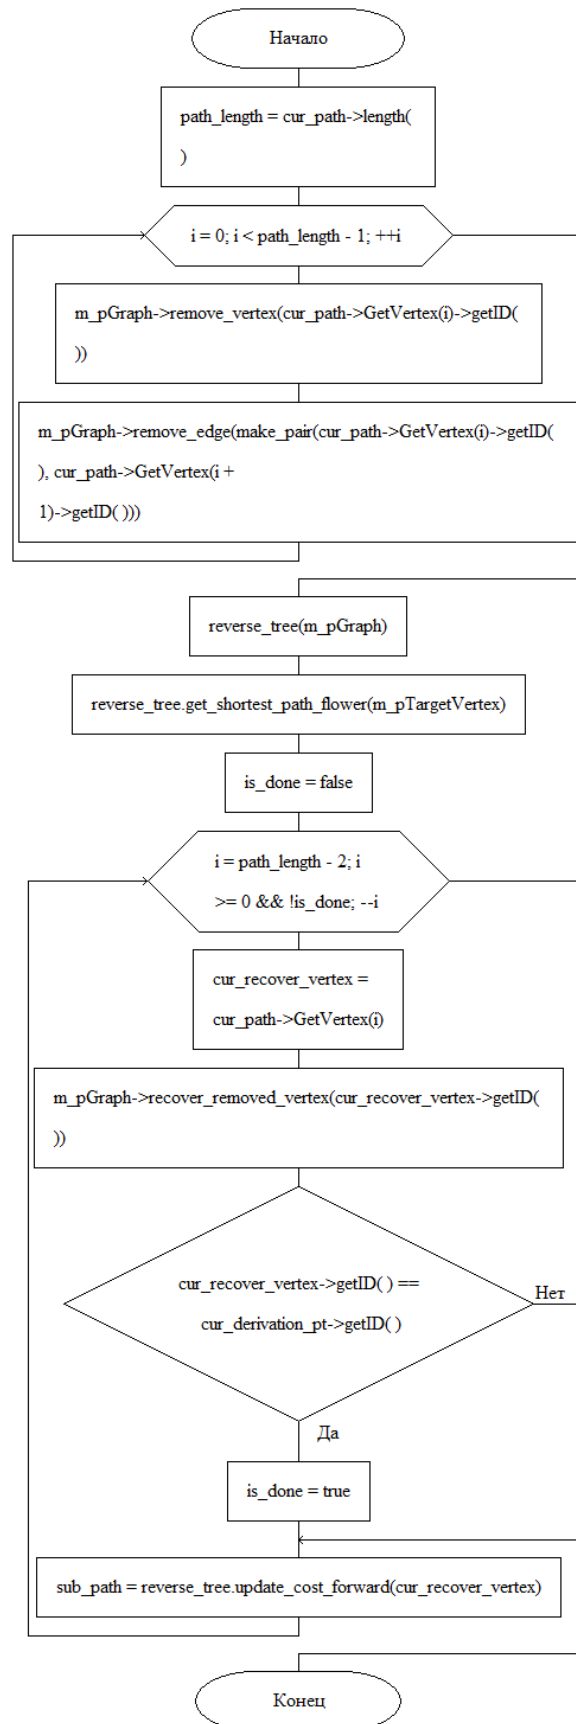 Начало
path_length = cur_path->length(
)
i = 0; i < path_length - 1; ++i
m_pGraph->remove_vertex(cur_path->GetVertex(i)->getID(
))
m_pGraph->remove_edge(make_pair(cur_path->GetVertex(i)->getID(
), cur_path->GetVertex(i +
1)->getID( )))
reverse_tree(m_pGraph)
reverse_tree.get_shortest_path_flower(m_pTargetVertex)
is_done = false
i = path_length - 2; i
>= 0 && !is_done; --i
cur_recover_vertex =
cur_path->GetVertex(i)
m_pGraph->recover_removed_vertex(cur_recover_vertex->getID(
))
cur_recover_vertex->getID( ) ==
cur_derivation_pt->getID( )
Нет
Да
is_done = true
sub_path = reverse_tree.update_cost_forward(cur_recover_vertex)
Конец